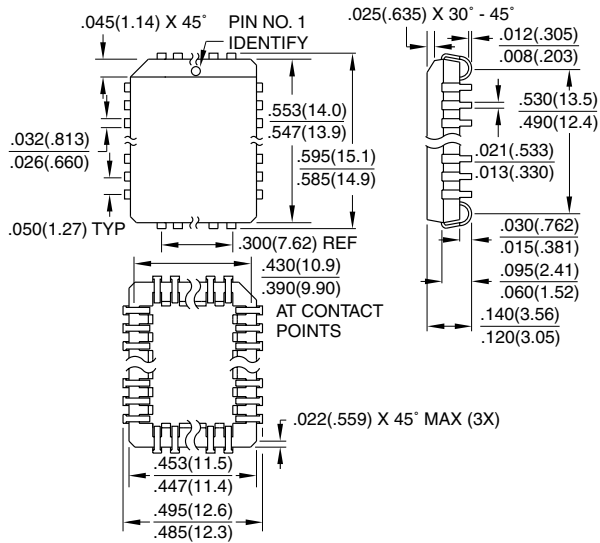 .045(1.14) X 45°
PIN NO. 1
IDENTIFY
.025(.635) X 30° - 45°
.012(.305)
.008(.203)
.553(14.0)
.547(13.9)
.530(13.5)
.490(12.4)
.032(.813)
.026(.660)
.595(15.1)
.585(14.9)
.021(.533)
.013(.330)
.050(1.27) TYP
.300(7.62) REF
.030(.762)
.015(.381)
.430(10.9)
.390(9.90)
AT CONTACT
POINTS
.095(2.41)
.060(1.52)
.140(3.56)
.120(3.05)
.022(.559) X 45° MAX (3X)
.453(11.5)
.447(11.4)
.495(12.6)
.485(12.3)